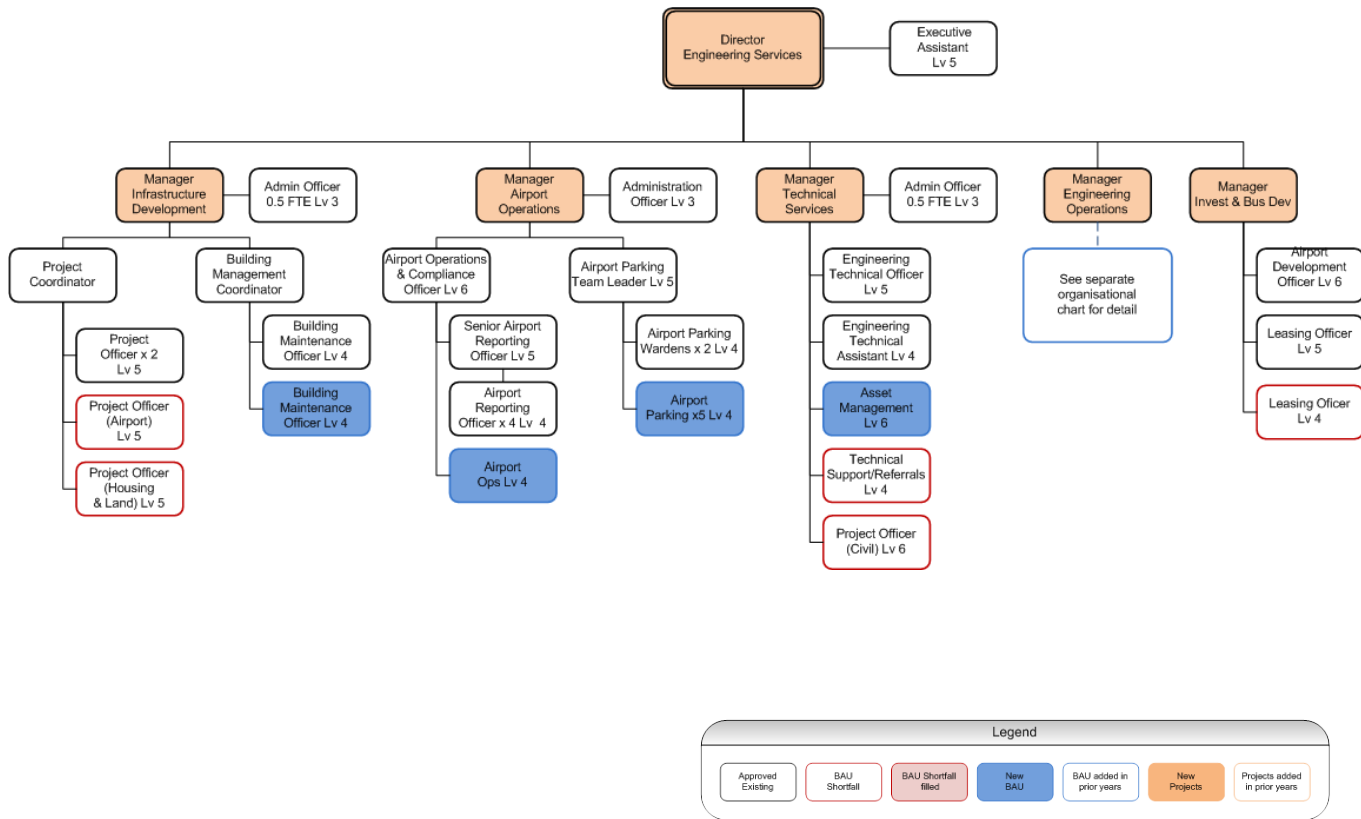 Director
Engineering Services
Executive
Assistant
Lv 5
Manager
Infrastructure
Development
Admin Officer
0.5 FTE Lv 3
Manager
Airport
Operations
Administration
Officer Lv 3
Manager
Technical
Services
Admin Officer
0.5 FTE Lv 3
Manager
Engineering
Operations
Manager
Invest & Bus Dev
Project
Coordinator
Building
Management
Coordinator
Airport Operations
& Compliance
Officer Lv 6
Airport Parking
Team Leader Lv 5
Engineering
Technical Officer
Lv 5
See separate
organisational
chart for detail
Airport
Development
Officer Lv 6
Project
Officer x 2
Lv 5
Building
Maintenance
Officer Lv 4
Senior Airport
Reporting
Officer Lv 5
Airport Parking
Wardens x 2 Lv 4
Engineering
Technical
Assistant Lv 4
Leasing Officer
Lv 5
Project Officer
(Airport)
Lv 5
Building
Maintenance
Officer Lv 4
Airport
Reporting
Officer x 4 Lv 4
Airport
Parking x5 Lv 4
Asset
Management
Lv 6
Leasing Oficer
Lv 4
Project Officer
(Housing
& Land) Lv 5
Airport
Ops Lv 4
Technical
Support/Referrals
Lv 4
Project Officer
(Civil) Lv 6
Legend
Approved
Existing
BAU
Shortfall
BAU Shortfall
filled
New
BAU
BAU added in
prior years
New
Projects
Projects added
in prior years